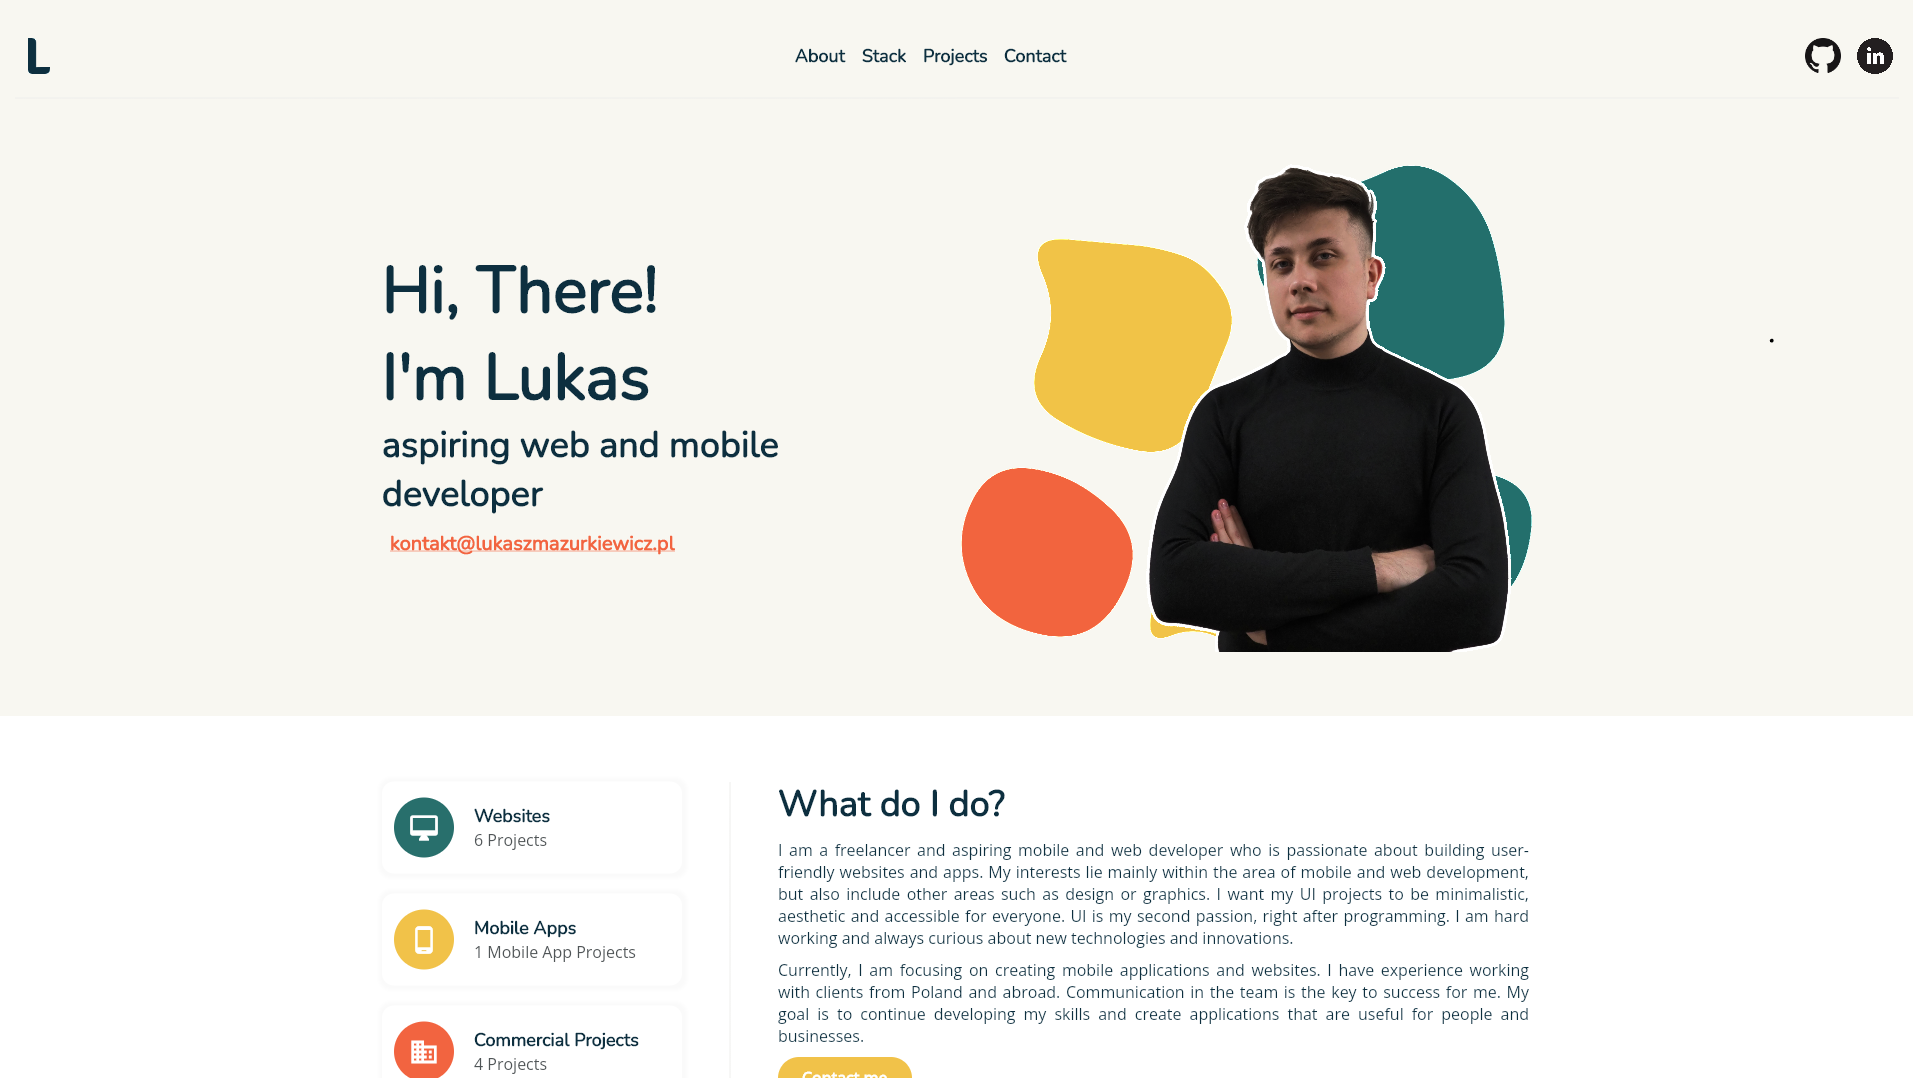 L
About Stack Projects Contact
in
Hi, There!
I'm Lukas
aspiring web and mobile
developer
kontakt@lukaszmazurkiewicz.pl
Websites
6 Projects
Mobile Apps
1 Mobile App Projects
Commercial Projects
4 Projects
What do I do?
I am a freelancer and aspiring mobile and web developer who is passionate about building user-
friendly websites and apps. My interests lie mainly within the area of mobile and web development,
but also include other areas such as design or graphics. I want my UI projects to be minimalistic,
aesthetic and accessible for everyone. UI is my second passion, right after programming. I am hard
working and always curious about new technologies and innovations.
Currently, I am focusing on creating mobile applications and websites. I have experience working
with clients from Poland and abroad. Communication in the team is the key to success for me. My
goal is to continue developing my skills and create applications that are useful for people and
businesses.
Contact me